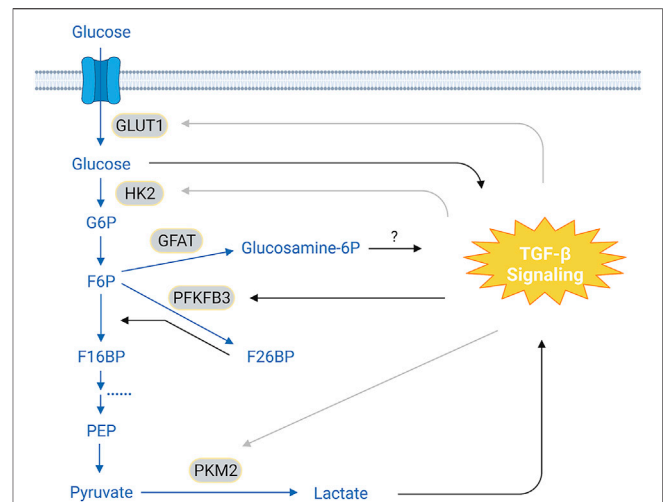 Glucose
GLUT1
Glucose
HK2
G6P
GFAT
Glucosamine-6P
?
TGF-β
Signaling
F6P
PFKFB3
F16BP
F26BP
......
PEP
PKM2
Pyruvate
Lactate